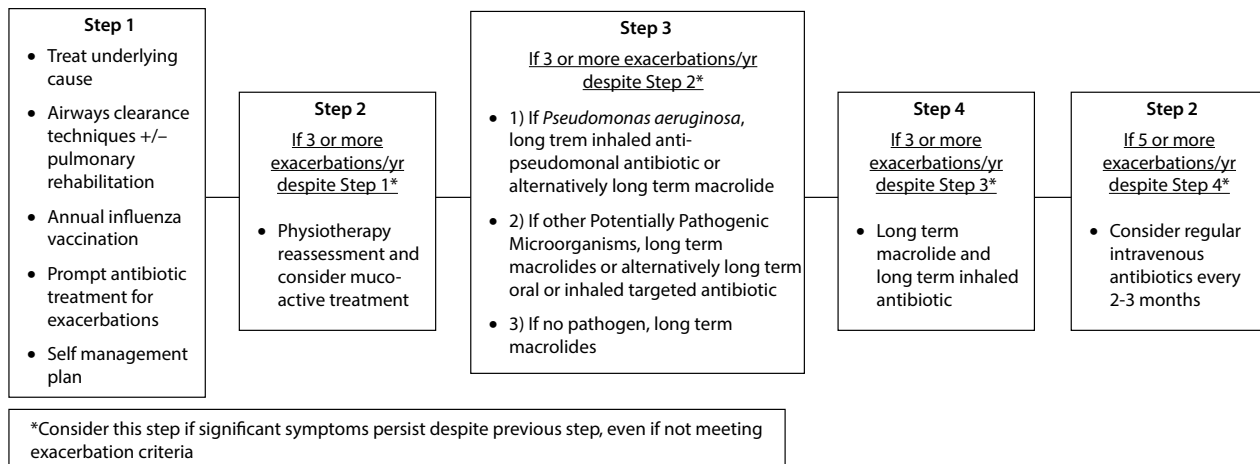 Step 1
• Treat underlying
cause
• Airways clearance
techniques +/–
pulmonary
rehabilitation
• Annual influenza
vaccination
• Prompt antibiotic
treatment for
exacerbations
• Self management
plan
Step 2
If 3 or more
exacerbations/yr
despite Step 1*
• Physiotherapy
reassessment and
consider muco-
active treatment
Step 3
If 3 or more exacerbations/yr
despite Step 2*
• 1) If Pseudomonas aeruginosa,
long trem inhaled anti-
pseudomonal antibiotic or
alternatively long term macrolide
• 2) If other Potentially Pathogenic
Microorganisms, long term
macrolides or alternatively long term
oral or inhaled targeted antibiotic
• 3) If no pathogen, long term
macrolides
Step 4
If 3 or more
exacerbations/yr
despite Step 3*
• Long term
macrolide and
long term inhaled
antibiotic
Step 2
If 5 or more
exacerbations/yr
despite Step 4*
• Consider regular
intravenous
antibiotics every
2-3 months
*Consider this step if significant symptoms persist despite previous step, even if not meeting
exacerbation criteria